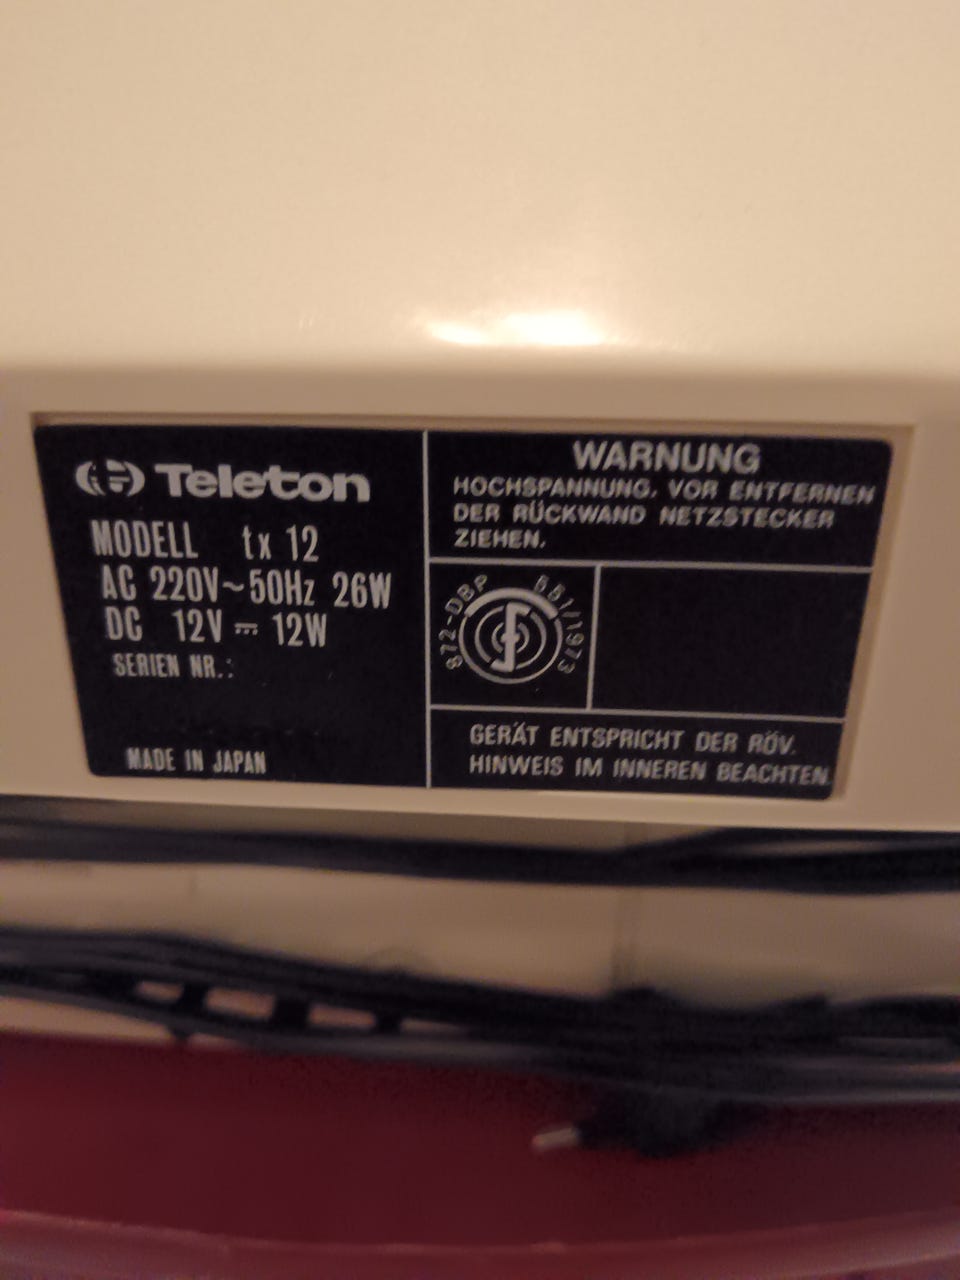 Teleton
MODELL tx 12
AC 220V~50Hz 26W
DC 12V ⎓ 12W
SERIEN NR.:
MADE IN JAPAN
WARNUNG
HOCHSPANNUNG. VOR ENTFERNEN
DER RÜCKWAND NETZSTECKER
ZIEHEN.
872-DBP 551/1973
GERÄT ENTSPRICHT DER RÖV.
HINWEIS IM INNEREN BEACHTEN